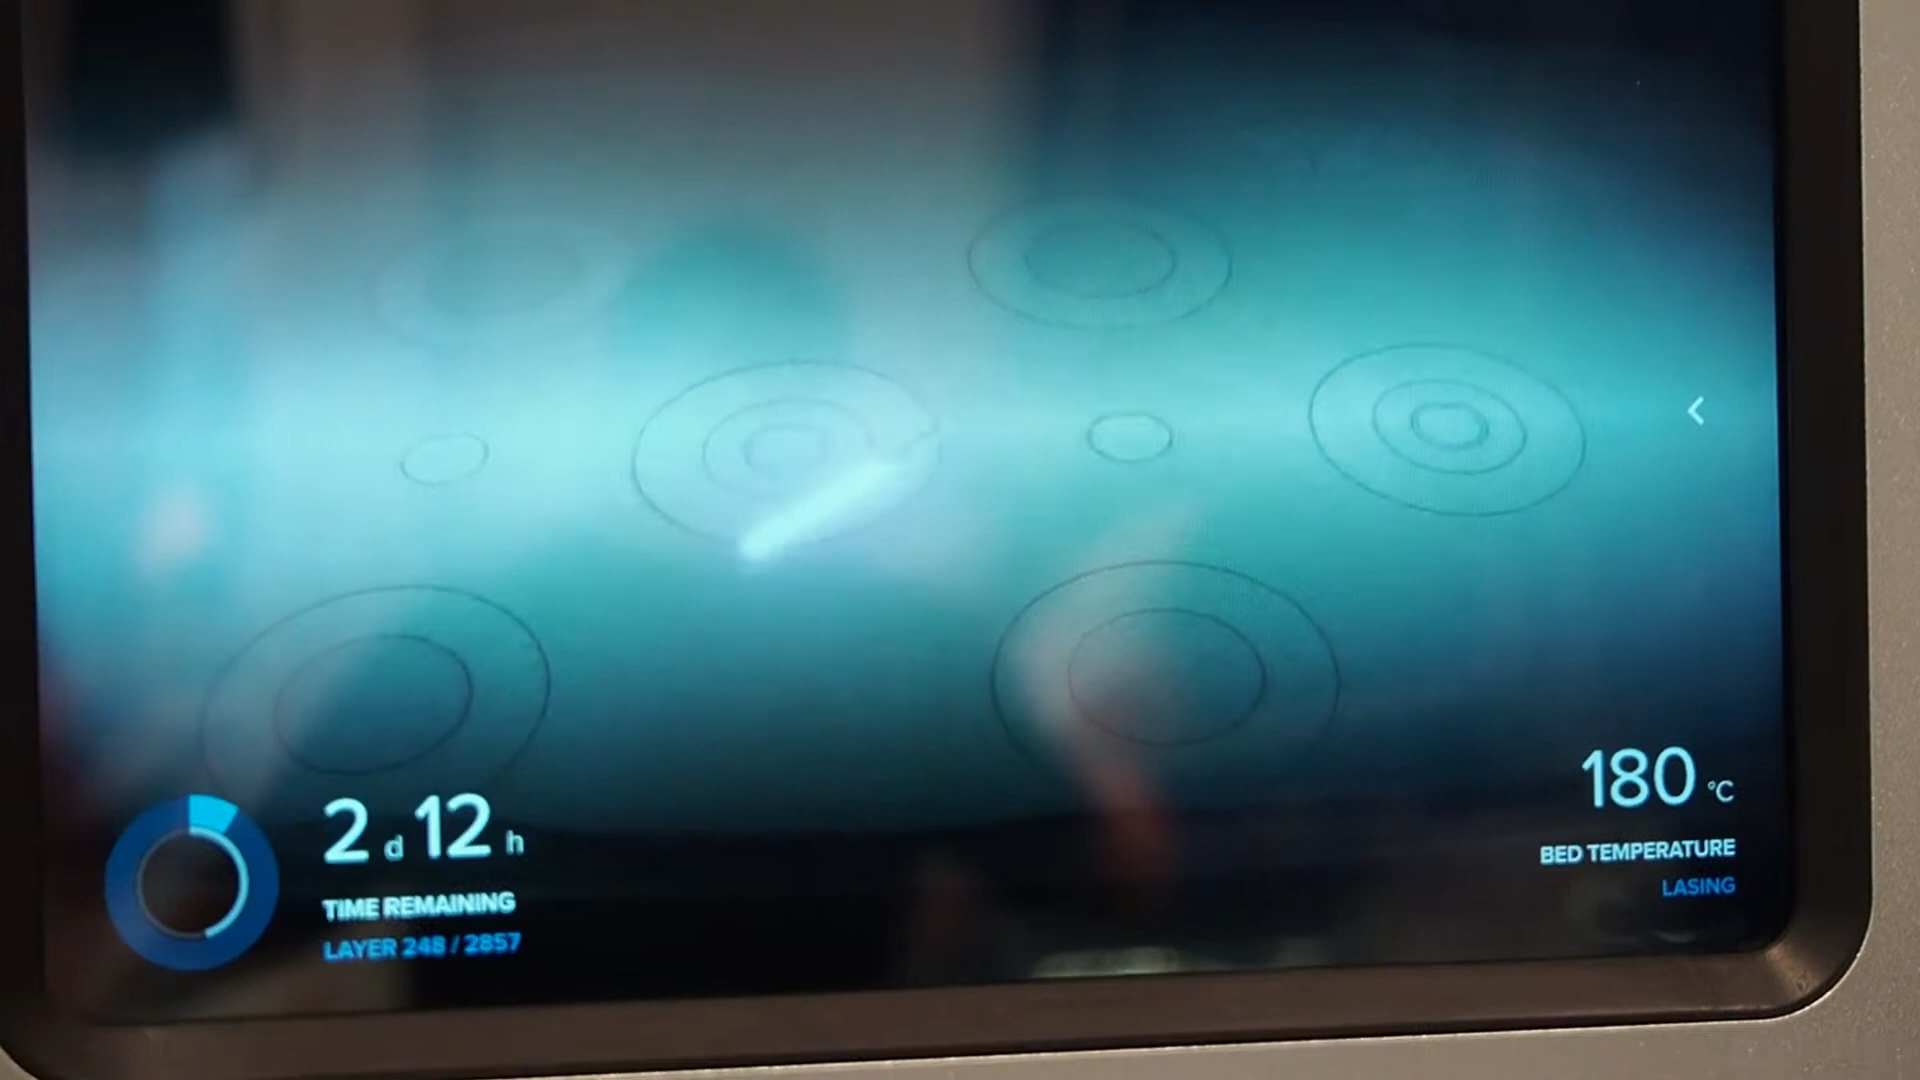 2 d 12 h
TIME REMAINING
LAYER 248 / 2857
180 °C
BED TEMPERATURE
LASING